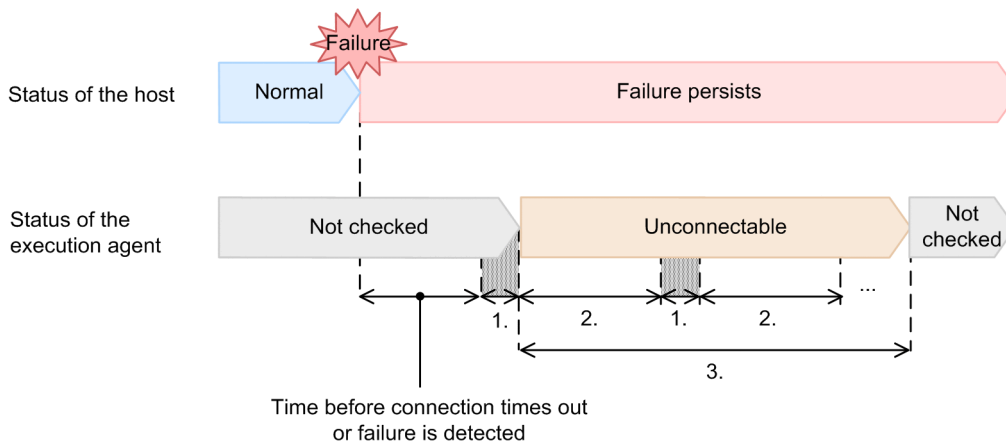 Failure
Status of the host
Normal
Failure persists
Status of the
execution agent
Not checked
Unconnectable
Not
checked
...
1.
2.
1.
2.
3.
Time before connection times out
or failure is detected